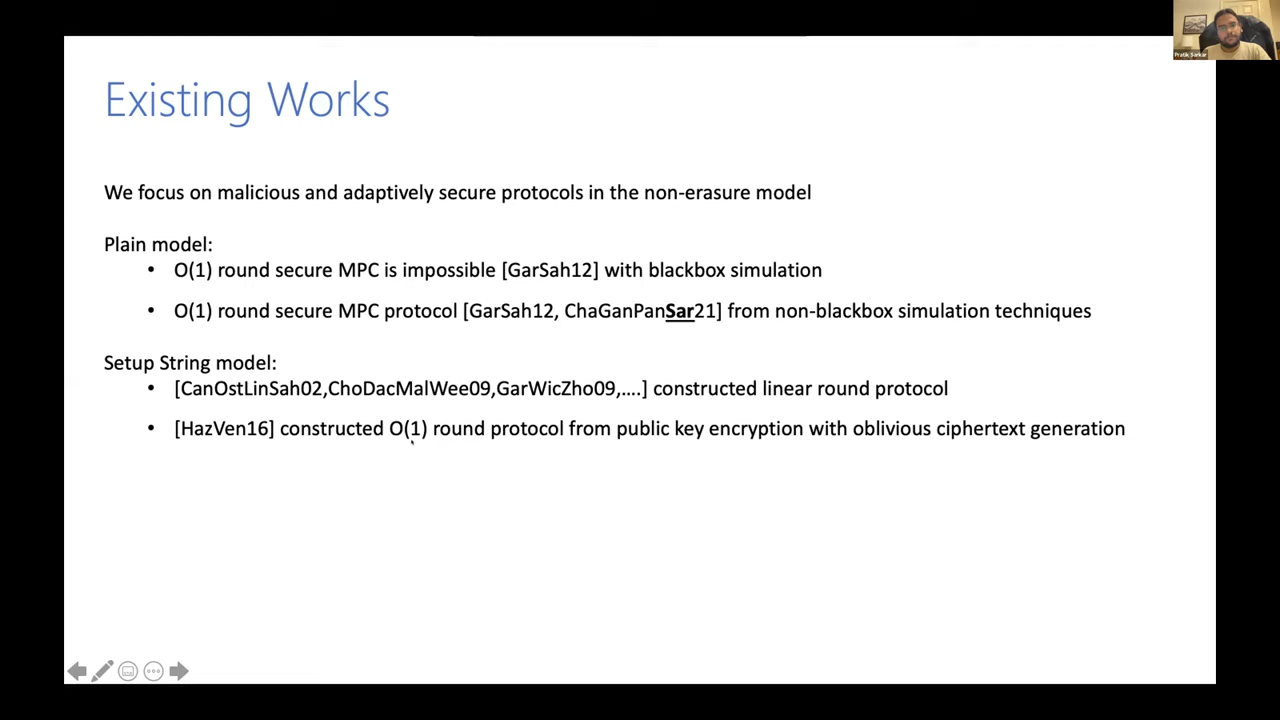 Existing Works
We focus on malicious and adaptively secure protocols in the non-erasure model
Plain model:
• O(1) round secure MPC is impossible [GarSah12] with blackbox simulation
• O(1) round secure MPC protocol [GarSah12, ChaGanPanSar21] from non-blackbox simulation techniques
Setup String model:
• [CanOstLinSah02,ChoDacMalWee09,GarWicZho09,....] constructed linear round protocol
• [HazVen16] constructed O(1) round protocol from public key encryption with oblivious ciphertext generation
Pratik Sarkar